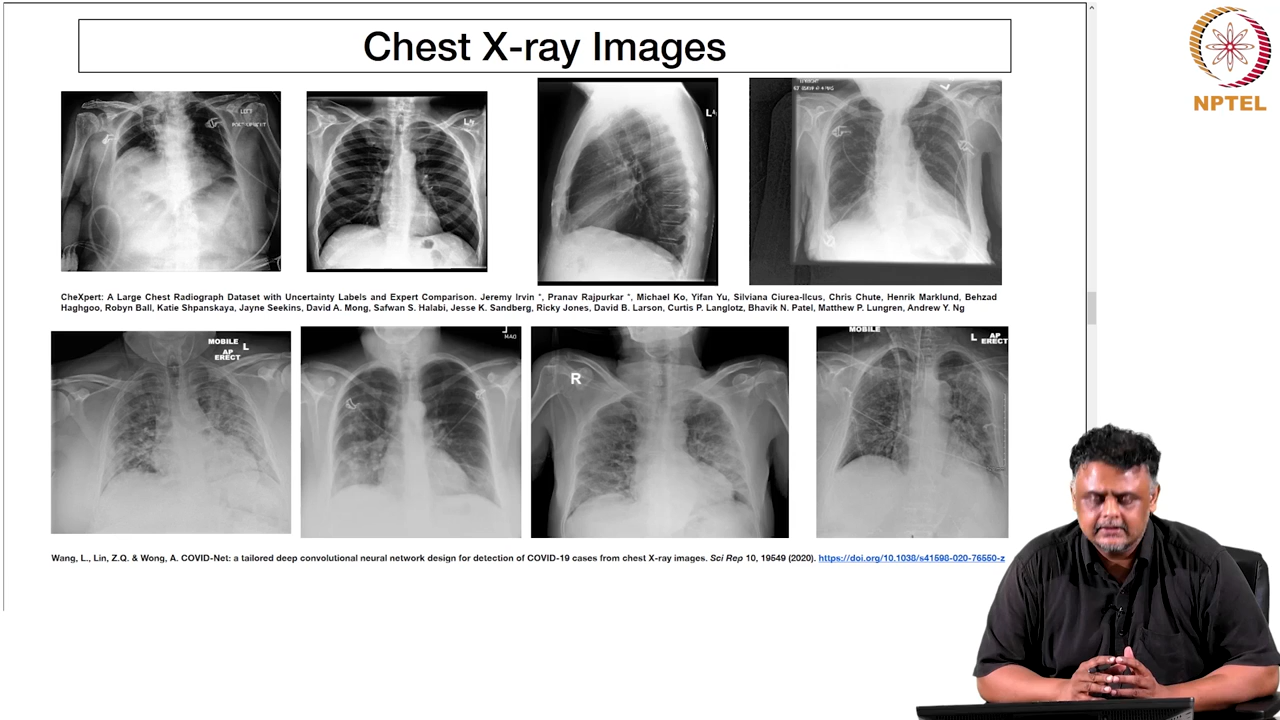 Chest X-ray Images
NPTEL
CheXpert: A Large Chest Radiograph Dataset with Uncertainty Labels and Expert Comparison. Jeremy Irvin *, Pranav Rajpurkar *, Michael Ko, Yifan Yu, Silviana Ciurea-Ilcus, Chris Chute, Henrik Marklund, Behzad
Haghgoo, Robyn Ball, Katie Shpanskaya, Jayne Seekins, David A. Mong, Safwan S. Halabi, Jesse K. Sandberg, Ricky Jones, David B. Larson, Curtis P. Langlotz, Bhavik N. Patel, Matthew P. Lungren, Andrew Y. Ng
MOBILE
AP
ERECT
L
MAO
R
MOBILE
L AP
ERECT
Wang, L., Lin, Z.Q. & Wong, A. COVID-Net: a tailored deep convolutional neural network design for detection of COVID-19 cases from chest X-ray images. Sci Rep 10, 19549 (2020). https://doi.org/10.1038/s41598-020-76550-z